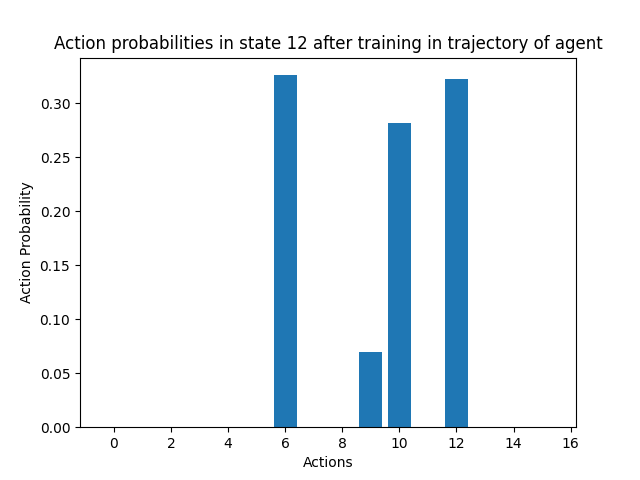 Action probabilities in state 12 after training in trajectory of agent
0.30
0.25
0.20
0.15
0.10
0.05
0.00
Action Probability
0 2 4 6 8 10 12 14 16
Actions